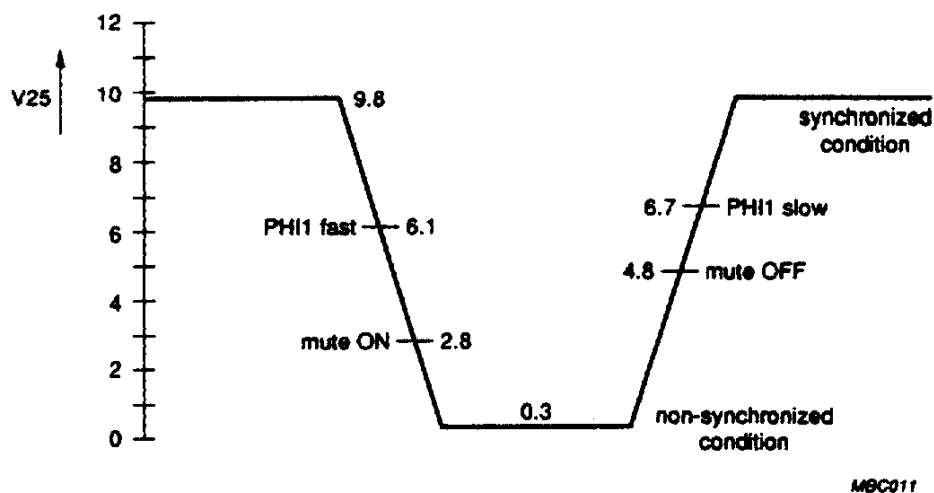 12
V25
10
9.8
synchronized
condition
8
6.7 PHI1 slow
PHI1 fast 6.1
6
4.8 mute OFF
4
mute ON 2.8
2
0.3
non-synchronized
condition
0
MBC011